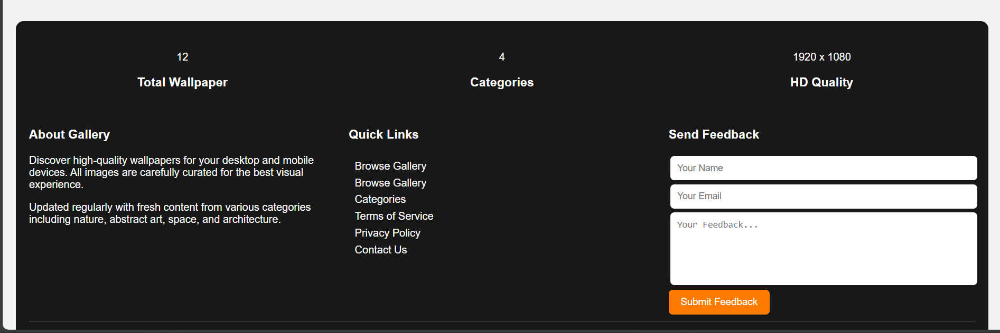 12
Total Wallpaper
4
Categories
1920 x 1080
HD Quality
About Gallery
Discover high-quality wallpapers for your desktop and mobile
devices. All images are carefully curated for the best visual
experience.
Updated regularly with fresh content from various categories
including nature, abstract art, space, and architecture.
Quick Links
Browse Gallery
Browse Gallery
Categories
Terms of Service
Privacy Policy
Contact Us
Send Feedback
Your Name
Your Email
Your Feedback...
Submit Feedback